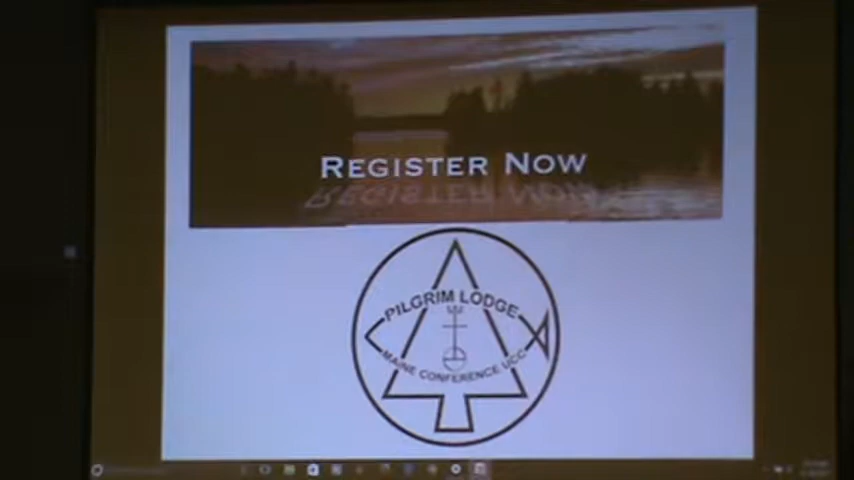 REGISTER NOW
PILGRIM LODGE
MAINE CONFERENCE UCC